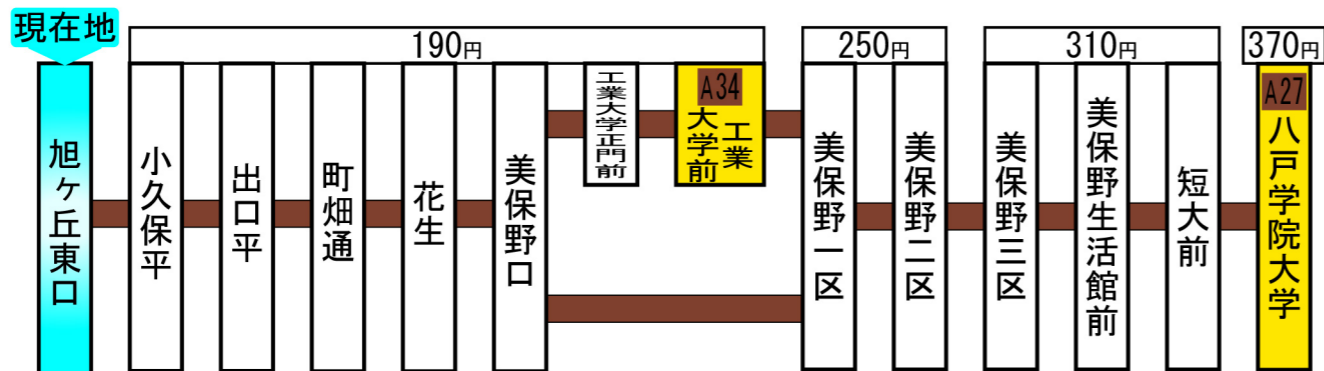 現在地
190円
250円
310円
370円
旭ヶ丘東口
小久保平
出口平
町畑通
花生
美保野口
工業大学正門前
A34
工業
大学前
美保野一区
美保野二区
美保野三区
美保野生活館前
短大前
A27
八戸学院大学